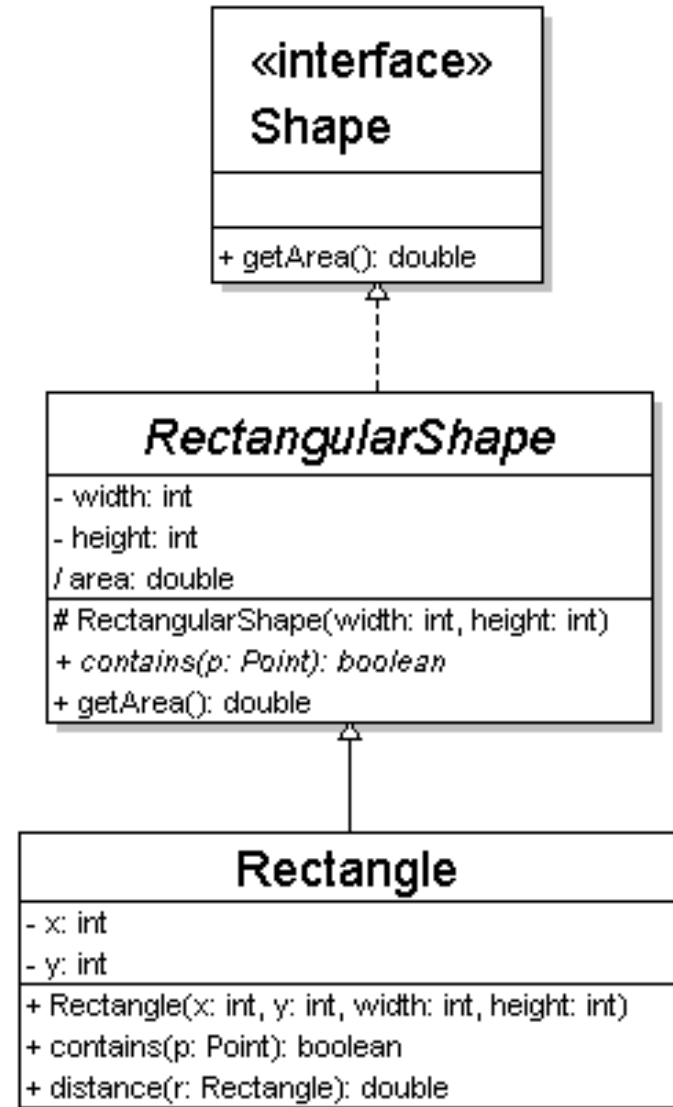 «interface»
Shape
+ getArea(): double
RectangularShape
- width: int
- height: int
/ area: double
# RectangularShape(width: int, height: int)
+ contains(p: Point): boolean
+ getArea(): double
Rectangle
- x: int
- y: int
+ Rectangle(x: int, y: int, width: int, height: int)
+ contains(p: Point): boolean
+ distance(r: Rectangle): double